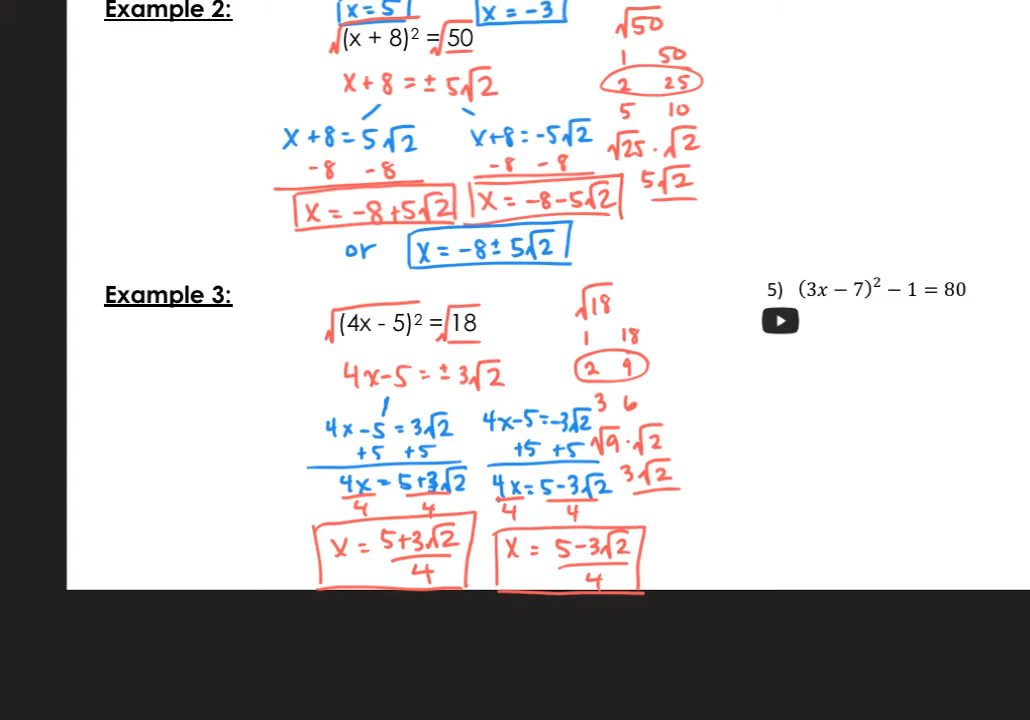 Example 2:
x = 5 x = -3
√(x + 8)² = √50
x + 8 = ± 5√2
x + 8 = 5√2 x + 8 = -5√2
-8 -8 -8 -8
x = -8 + 5√2 x = -8 - 5√2
or x = -8 ± 5√2
√50
1 50
2 25
5 10
√25 · √2
5√2
Example 3:
√(4x - 5)² = √18
4x - 5 = ± 3√2
4x - 5 = 3√2 4x - 5 = -3√2
+5 +5 +5 +5
4x = 5 + 3√2 4x = 5 - 3√2
4 4 4 4
x = 5 + 3√2 x = 5 - 3√2
4 4
√18
1 18
2 9
3 6
√9 · √2
3√2
5) (3x − 7)² − 1 = 80